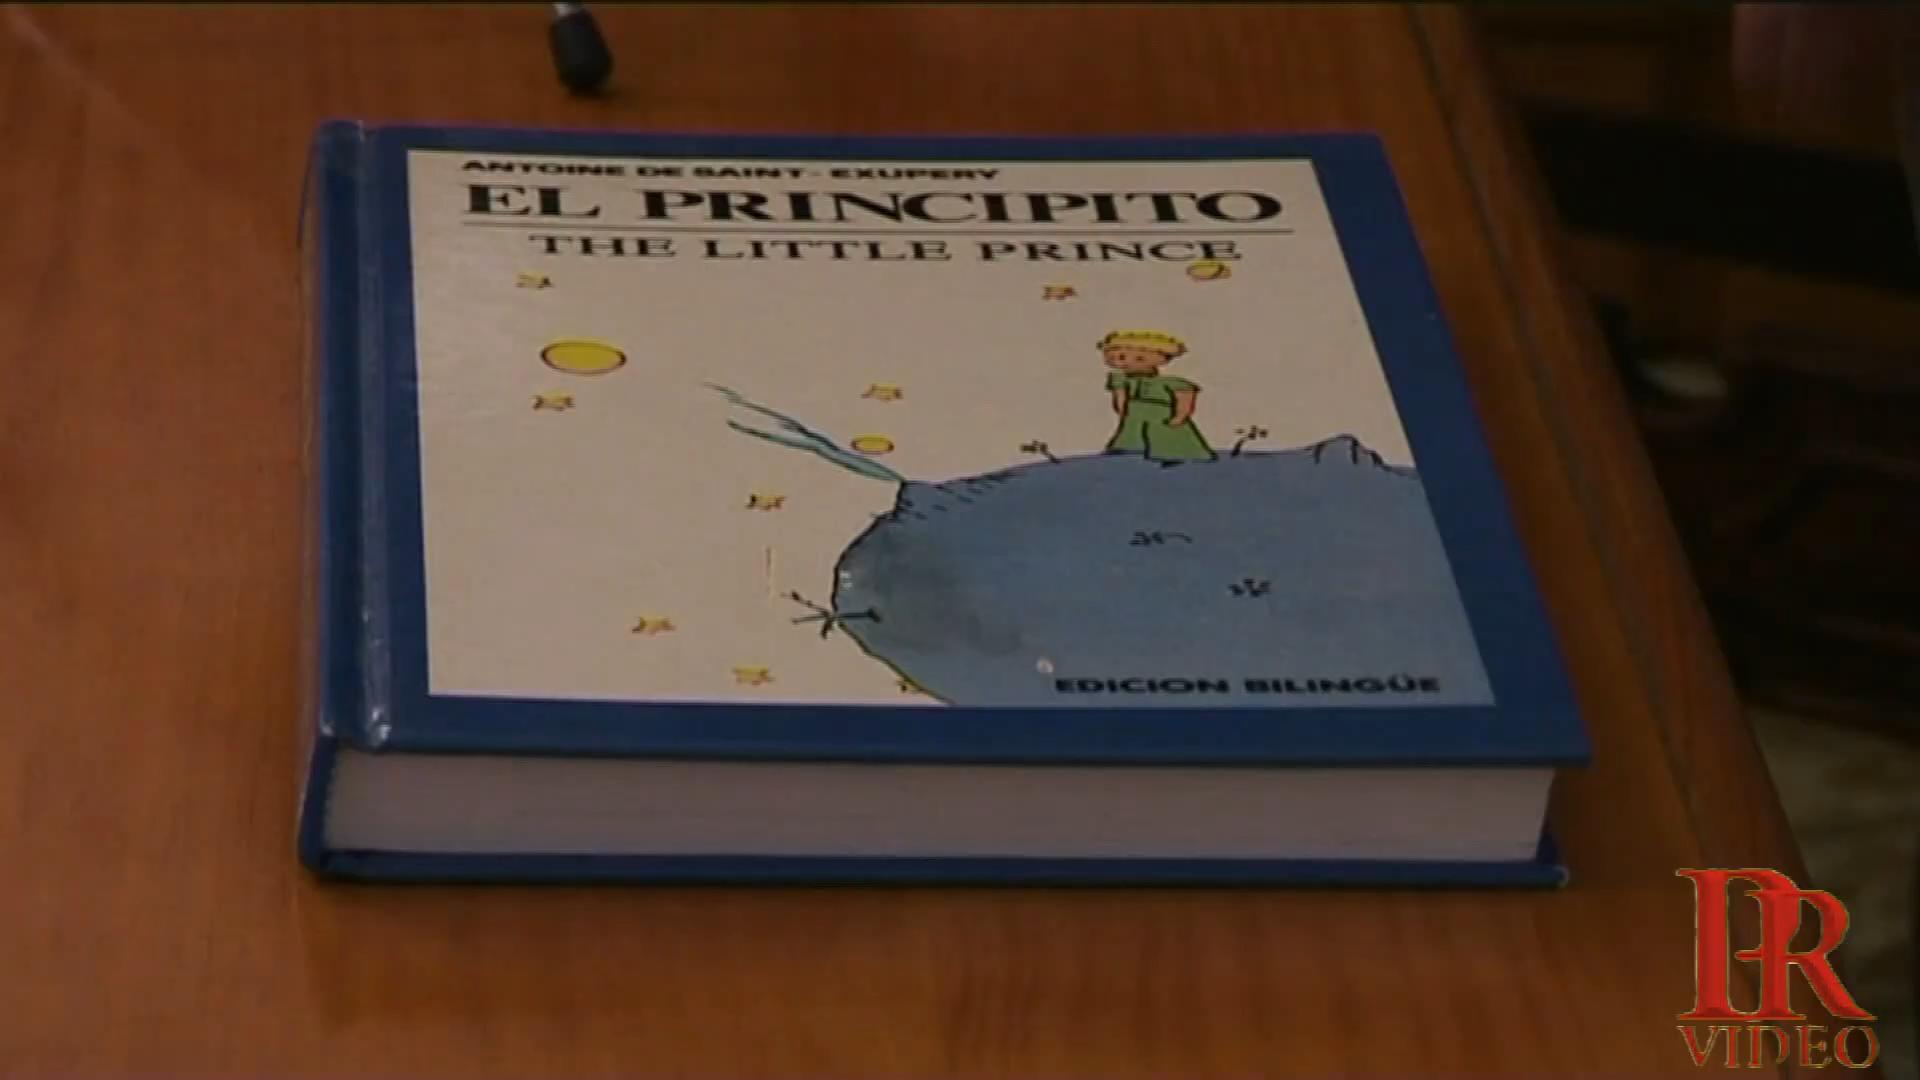 ANTOINE DE SAINT-EXUPERY
EL PRINCIPITO
THE LITTLE PRINCE
EDICION BILINGÜE
PR
VIDEO